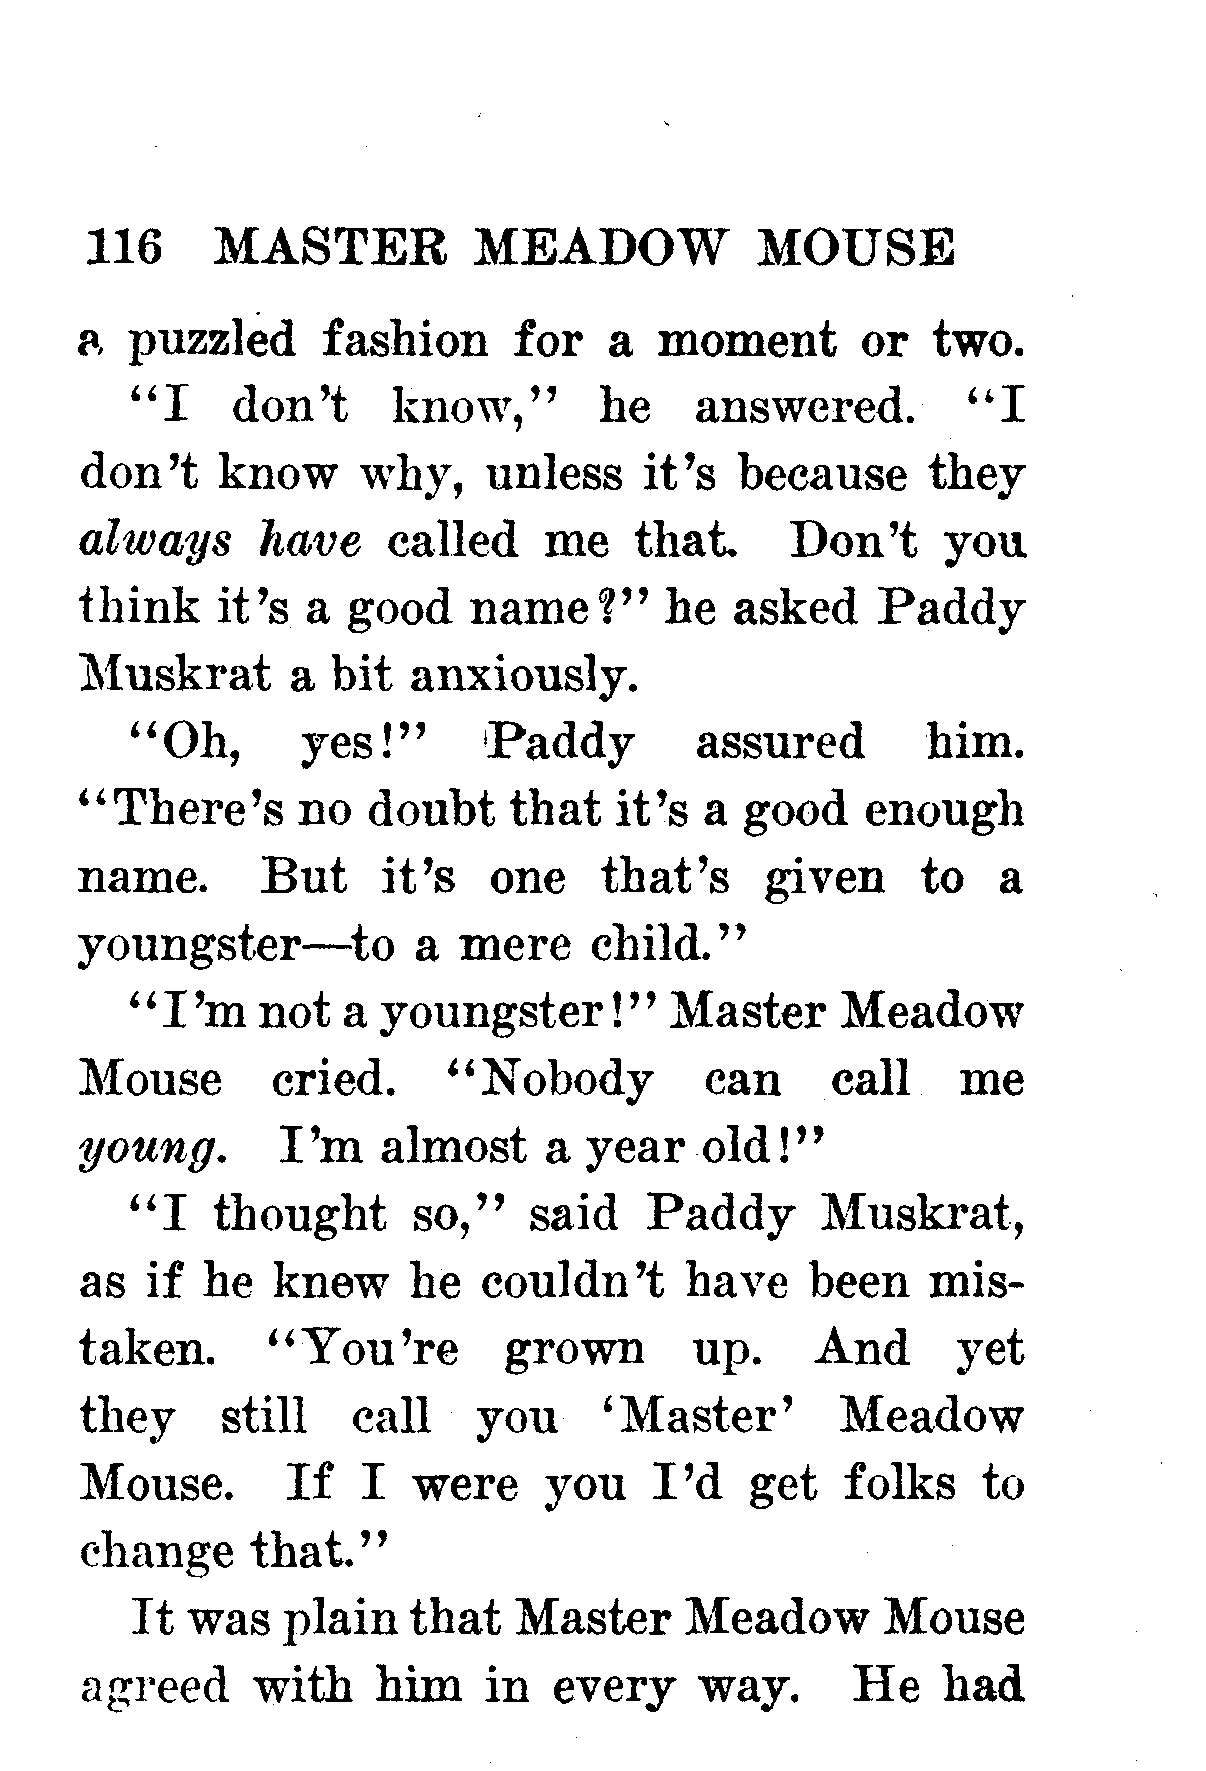 116 MASTER MEADOW MOUSE
a puzzled fashion for a moment or two.
“I don’t know,” he answered. “I
don’t know why, unless it’s because they
always have called me that. Don’t you
think it’s a good name?” he asked Paddy
Muskrat a bit anxiously.
“Oh, yes!” Paddy assured him.
“There’s no doubt that it’s a good enough
name. But it’s one that’s given to a
youngster—to a mere child.”
“I’m not a youngster!” Master Meadow
Mouse cried. “Nobody can call me
young. I’m almost a year old!”
“I thought so,” said Paddy Muskrat,
as if he knew he couldn’t have been mis-
taken. “You’re grown up. And yet
they still call you ‘Master’ Meadow
Mouse. If I were you I’d get folks to
change that.”
It was plain that Master Meadow Mouse
agreed with him in every way. He had